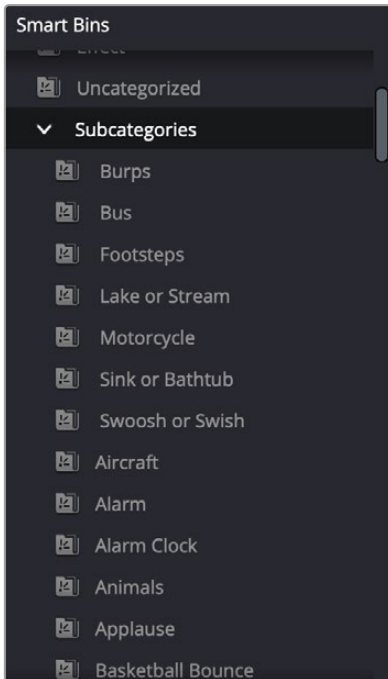 Smart Bins
Effect
Uncategorized
Subcategories
Burps
Bus
Footsteps
Lake or Stream
Motorcycle
Sink or Bathtub
Swoosh or Swish
Aircraft
Alarm
Alarm Clock
Animals
Applause
Basketball Bounce